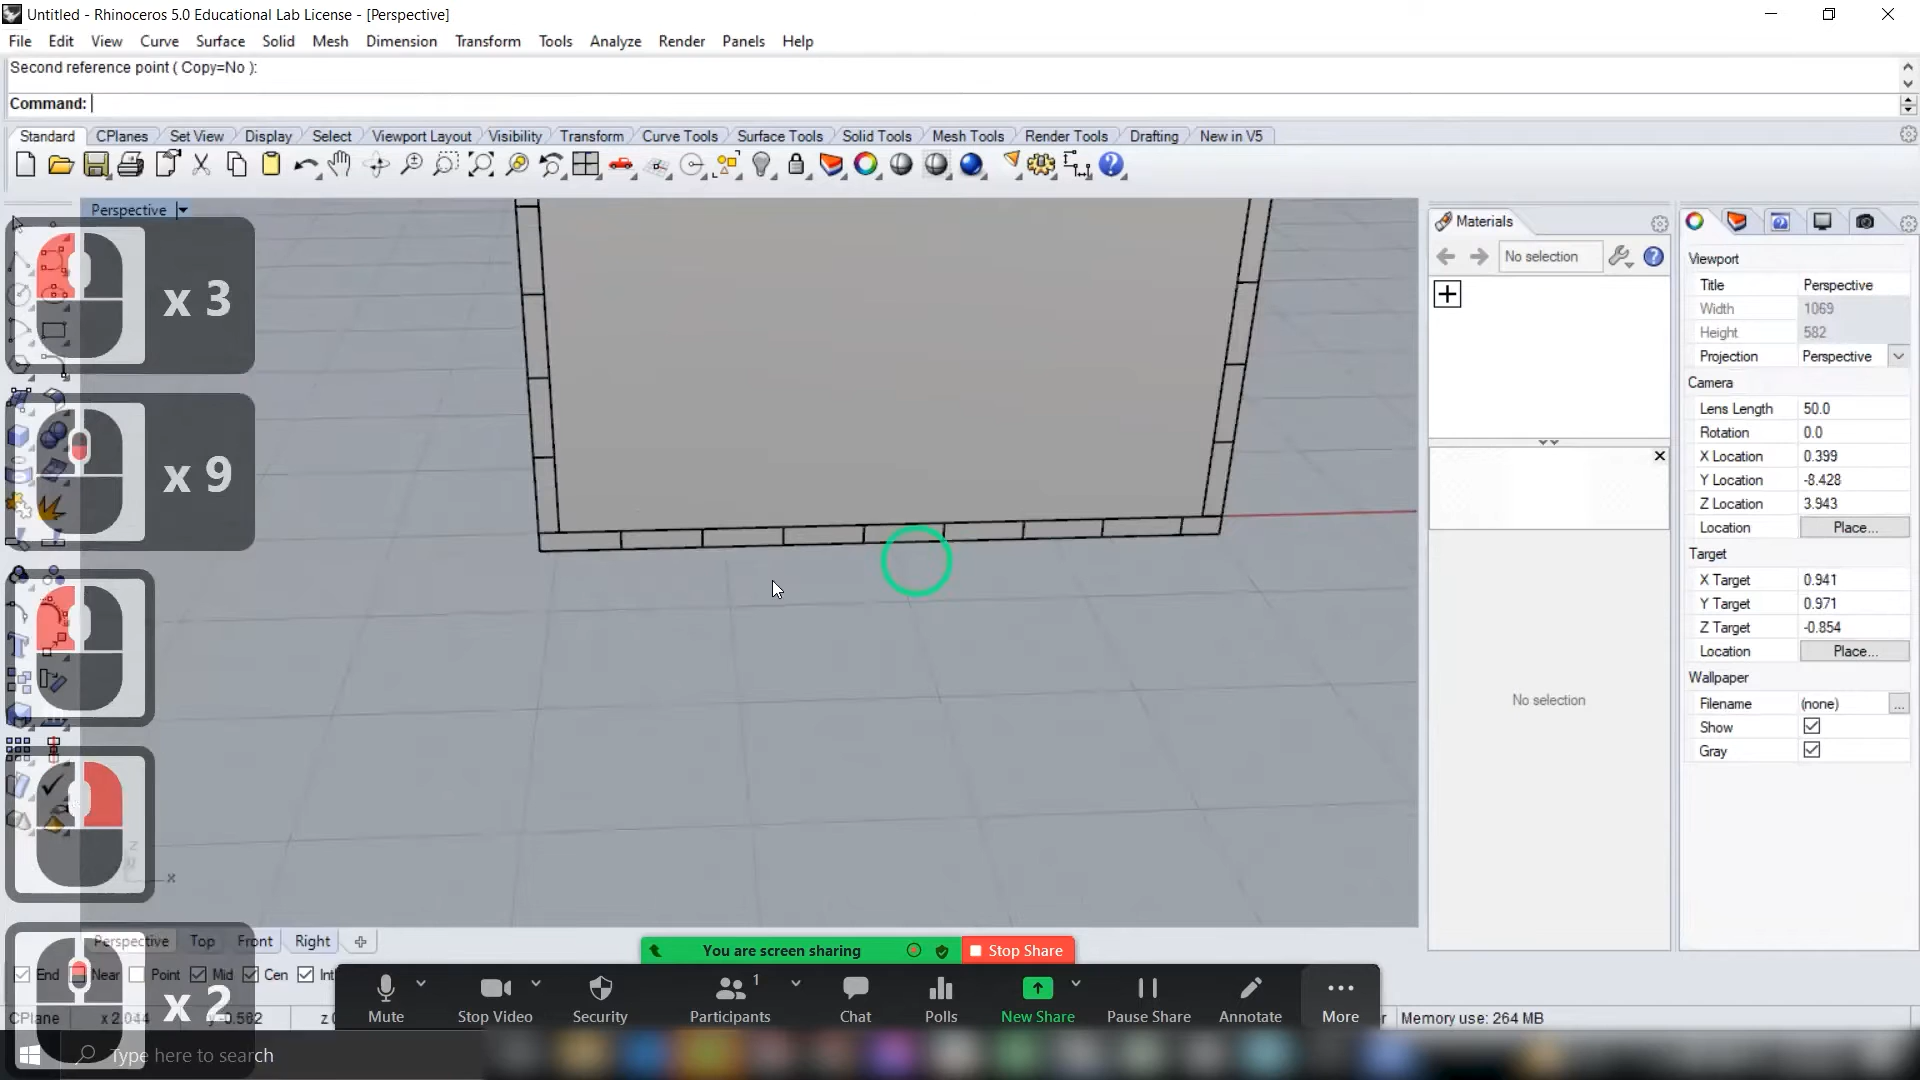 Untitled - Rhinoceros 5.0 Educational Lab License - [Perspective]
File Edit View Curve Surface Solid Mesh Dimension Transform Tools Analyze Render Panels Help
Second reference point ( Copy=No ):
Command:
Standard CPlanes Set View Display Select Viewport Layout Visibility Transform Curve Tools Surface Tools Solid Tools Mesh Tools Render Tools Drafting New in V5
Perspective
x 3
x 9
x 2
z
x
Materials
No selection
No selection
Viewport
Title Perspective
Width 1069
Height 582
Projection Perspective
Camera
Lens Length 50.0
Rotation 0.0
X Location 0.399
Y Location -8.428
Z Location 3.943
Location Place...
Target
X Target 0.941
Y Target 0.971
Z Target -0.854
Location Place...
Wallpaper
Filename (none) ...
Show
Gray
Perspective Top Front Right
You are screen sharing Stop Share
End Near Point Mid Cen Int
1
Mute Stop Video Security Participants Chat Polls New Share Pause Share Annotate More
CPlane x 2.044 y -0.562 z 0
r Memory use: 264 MB
Type here to search